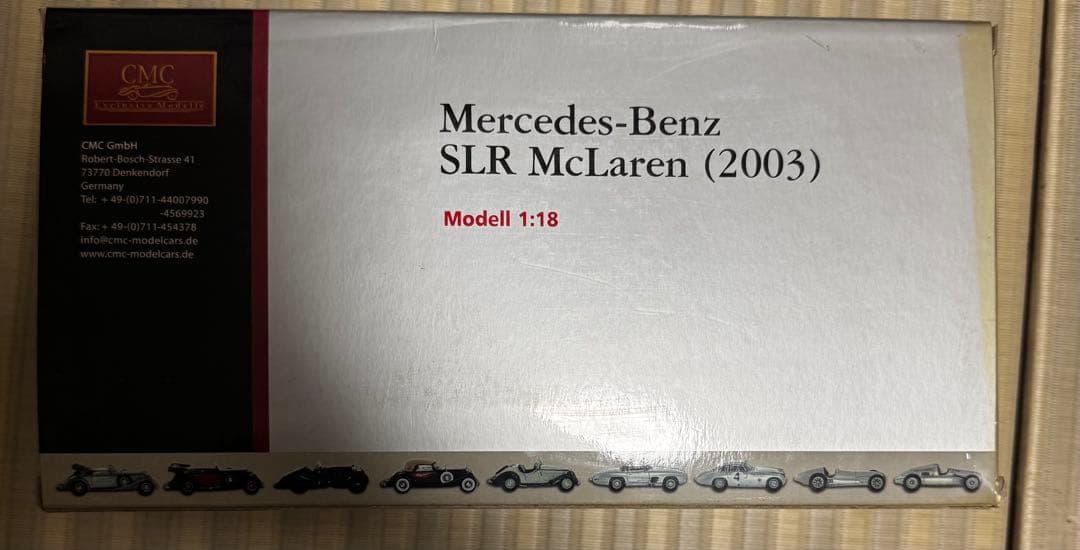 CMC
Exclusive Modelle
CMC GmbH
Robert-Bosch-Strasse 41
73770 Denkendorf
Germany
Tel: + 49-(0)711-44007990
-4569923
Fax: + 49-(0)711-454378
info@cmc-modelcars.de
www.cmc-modelcars.de
Mercedes-Benz
SLR McLaren (2003)
Modell 1:18
4